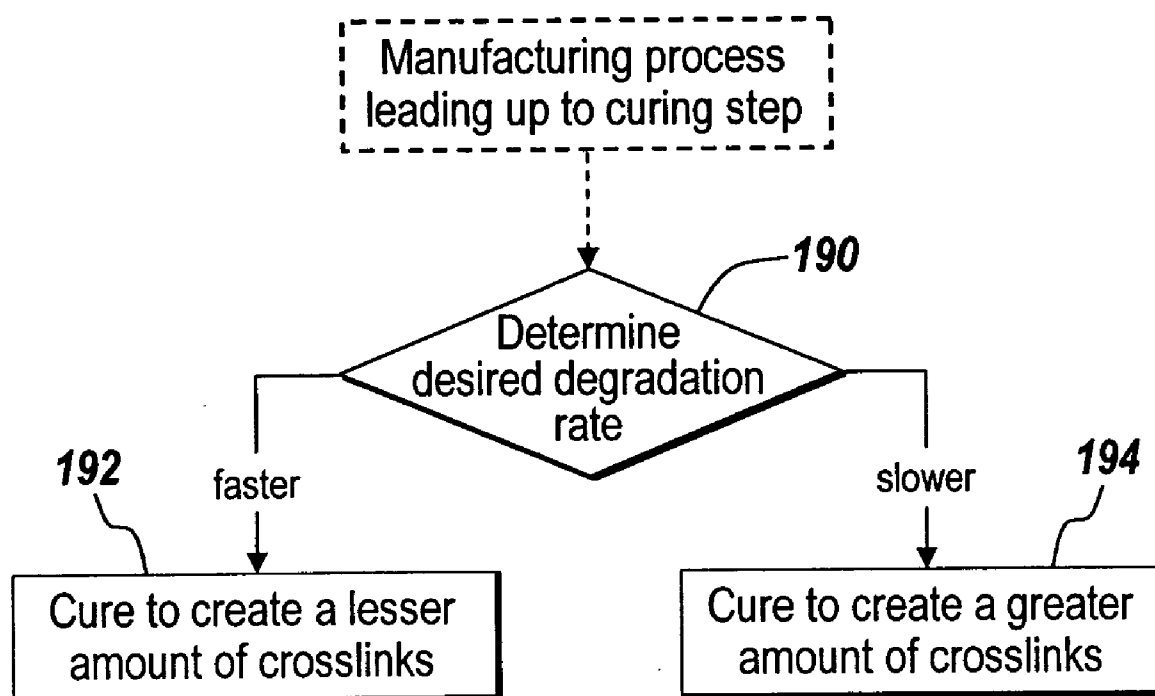 Manufacturing process
leading up to curing step
190
Determine
desired degradation
rate
192
faster
slower
194
Cure to create a lesser
amount of crosslinks
Cure to create a greater
amount of crosslinks